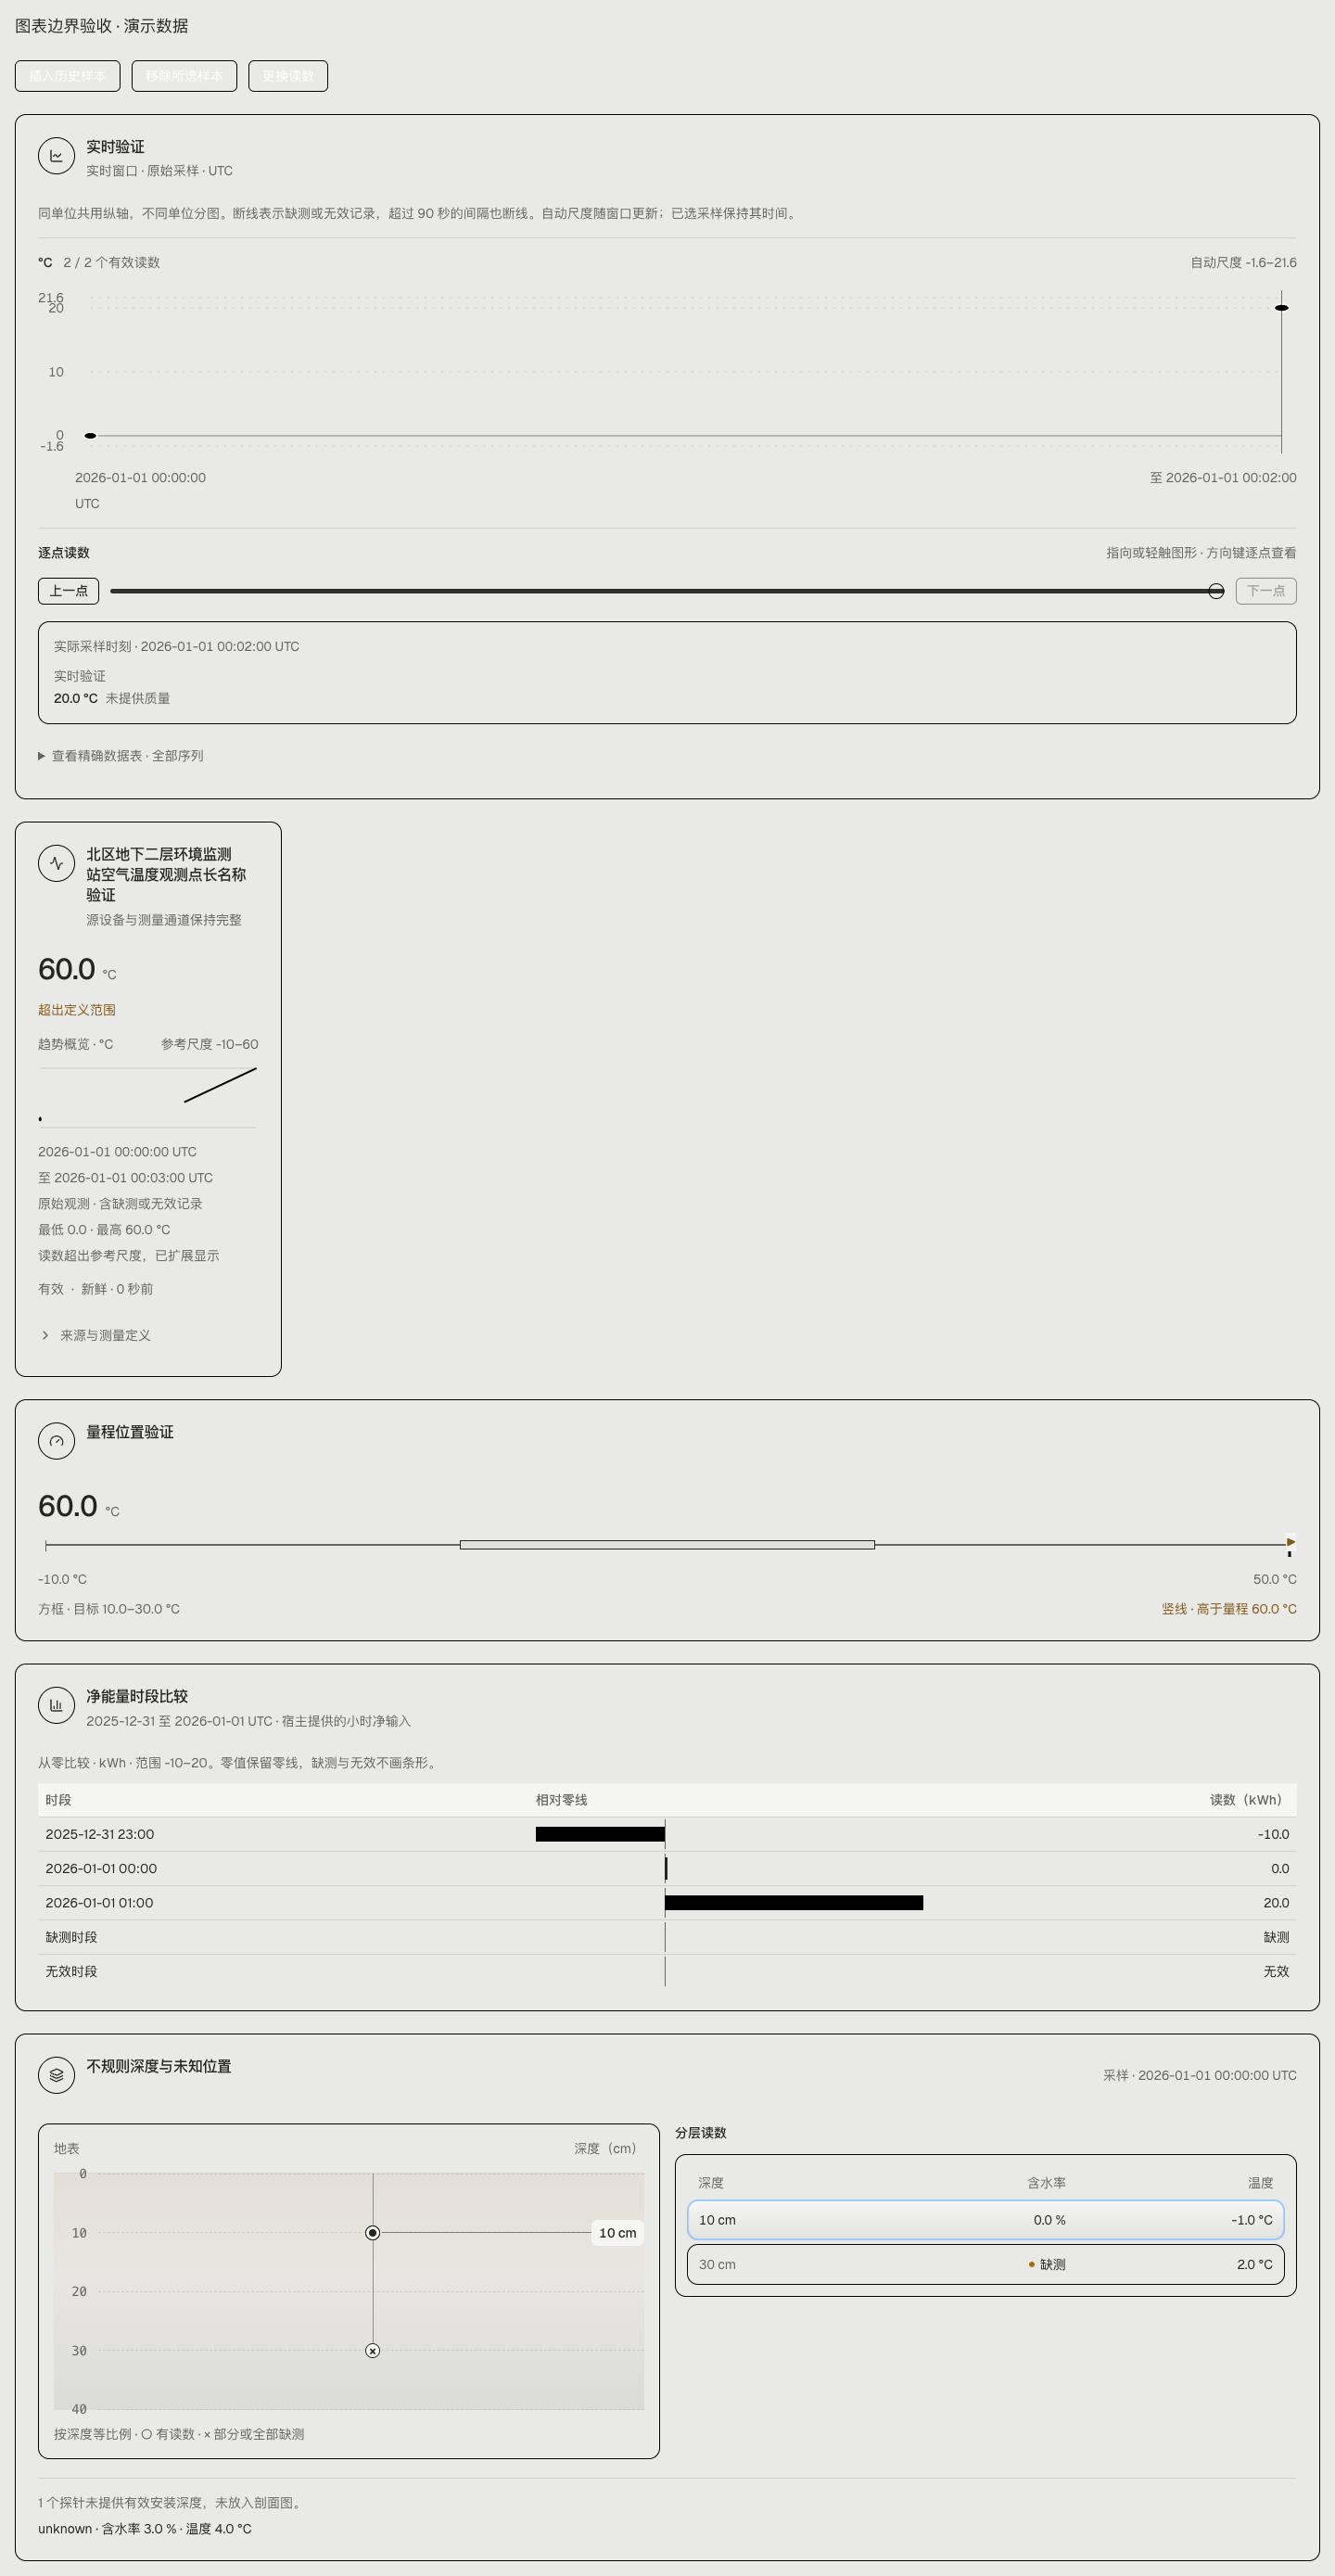 图表边界验收 · 演示数据
插入历史样本 移除所选样本 更换读数
实时验证
实时窗口 · 原始采样 · UTC
同单位共用纵轴，不同单位分图。断线表示缺测或无效记录，超过 90 秒的间隔也断线。自动尺度随窗口更新；已选采样保持其时间。
°C 2 / 2 个有效读数 自动尺度 -1.6–21.6
21.6
20
10
0
-1.6
2026-01-01 00:00:00 至 2026-01-01 00:02:00
UTC
逐点读数 指向或轻触图形 · 方向键逐点查看
上一点 下一点
实际采样时刻 · 2026-01-01 00:02:00 UTC
实时验证
20.0 °C 未提供质量
▶ 查看精确数据表 · 全部序列
北区地下二层环境监测
站空气温度观测点长名称
验证
源设备与测量通道保持完整
60.0 °C
超出定义范围
趋势概览 · °C 参考尺度 -10–60
2026-01-01 00:00:00 UTC
至 2026-01-01 00:03:00 UTC
原始观测 · 含缺测或无效记录
最低 0.0 · 最高 60.0 °C
读数超出参考尺度，已扩展显示
有效 · 新鲜 · 0 秒前
来源与测量定义
量程位置验证
60.0 °C
-10.0 °C 50.0 °C
方框 · 目标 10.0–30.0 °C 竖线 · 高于量程 60.0 °C
净能量时段比较
2025-12-31 至 2026-01-01 UTC · 宿主提供的小时净输入
从零比较 · kWh · 范围 -10–20。零值保留零线，缺测与无效不画条形。
时段 相对零线 读数（kWh）
2025-12-31 23:00 -10.0
2026-01-01 00:00 0.0
2026-01-01 01:00 20.0
缺测时段 缺测
无效时段 无效
不规则深度与未知位置
采样 · 2026-01-01 00:00:00 UTC
地表 深度（cm）
0
10 10 cm
20
30
40
按深度等比例 · ○ 有读数 · × 部分或全部缺测
分层读数
深度 含水率 温度
10 cm 0.0 % -1.0 °C
30 cm 缺测 2.0 °C
1 个探针未提供有效安装深度，未放入剖面图。
unknown · 含水率 3.0 % · 温度 4.0 °C